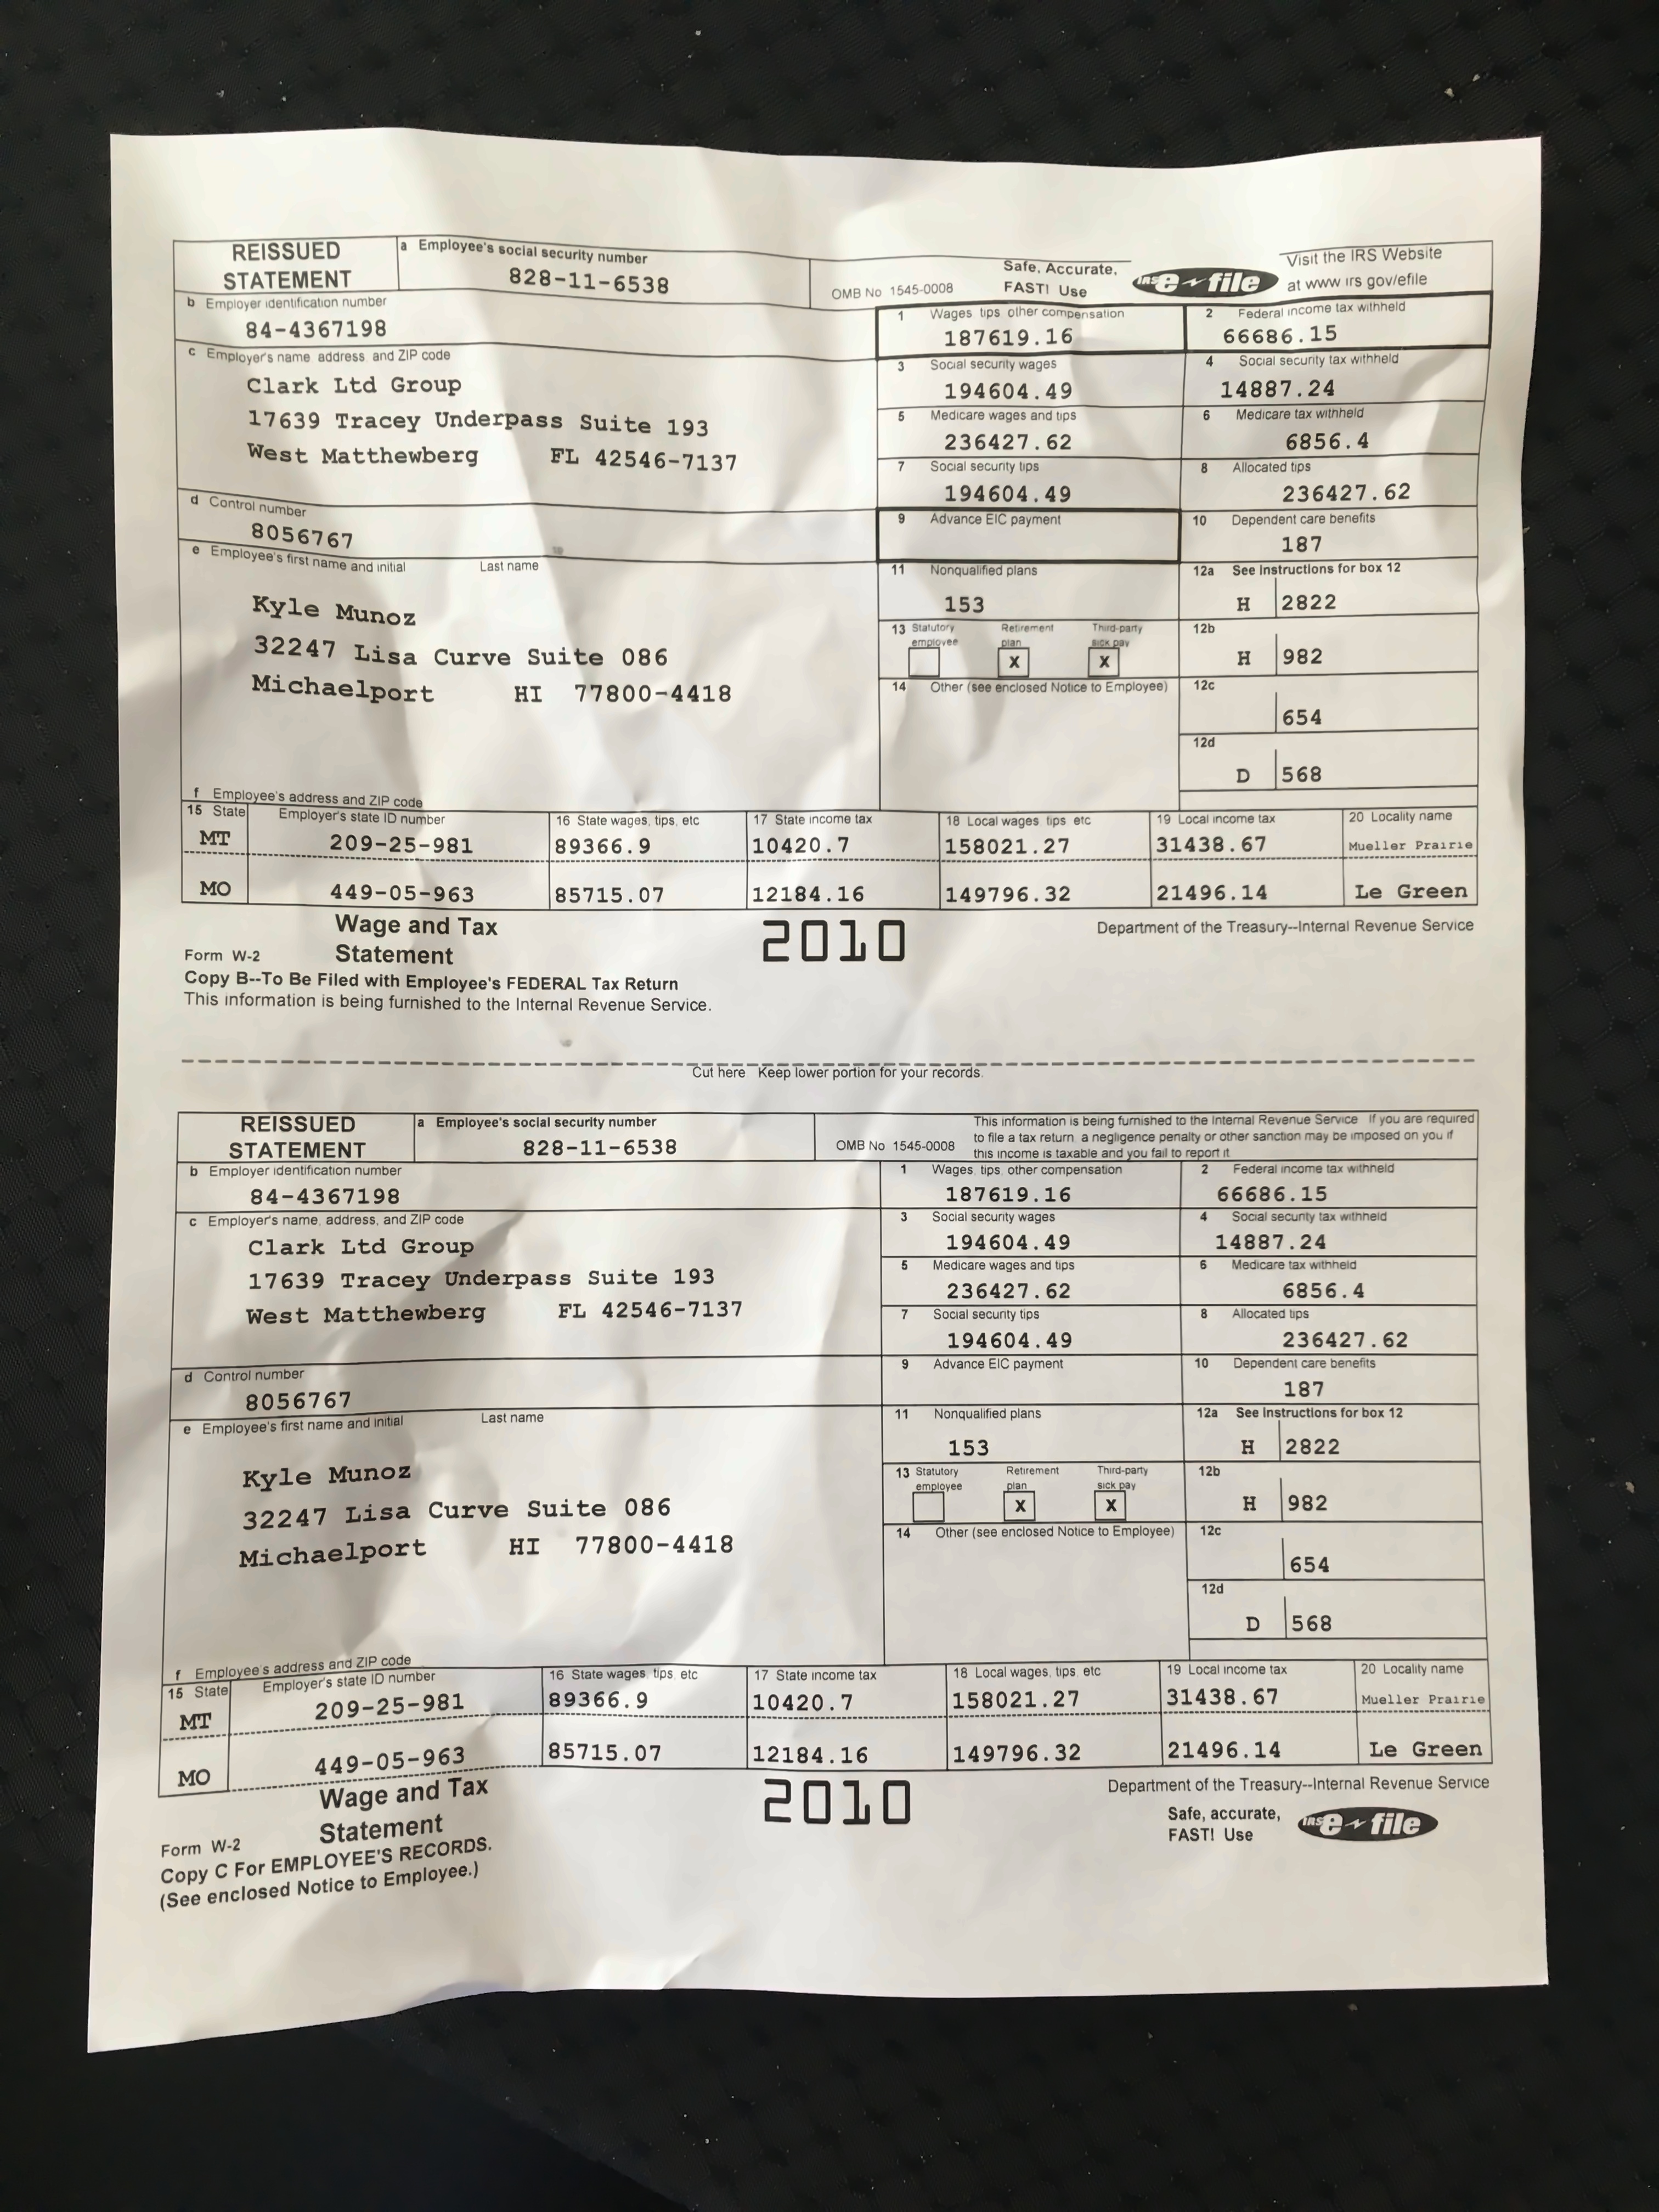 REISSUED STATEMENT
a Employee's social security number
828-11-6538
OMB No 1545-0008
Safe, Accurate, FAST! Use
IRS e-file
Visit the IRS Website at www irs gov/efile
b Employer identification number
84-4367198
1 Wages tips other compensation
187619.16
2 Federal income tax withheld
66686.15
c Employer's name address and ZIP code
Clark Ltd Group
17639 Tracey Underpass Suite 193
West Matthewberg FL 42546-7137
3 Social security wages
194604.49
4 Social security tax withheld
14887.24
5 Medicare wages and tips
236427.62
6 Medicare tax withheld
6856.4
7 Social security tips
194604.49
8 Allocated tips
236427.62
d Control number
8056767
9 Advance EIC payment
10 Dependent care benefits
187
e Employee's first name and initial Last name
Kyle Munoz
32247 Lisa Curve Suite 086
Michaelport HI 77800-4418
11 Nonqualified plans
153
12a See Instructions for box 12
H 2822
13 Statutory employee Retirement plan Third-party sick pay
X X
12b
H 982
14 Other (see enclosed Notice to Employee)
12c
654
12d
D 568
f Employee's address and ZIP code
15 State Employer's state ID number 16 State wages, tips, etc 17 State income tax 18 Local wages tips etc 19 Local income tax 20 Locality name
MT 209-25-981 89366.9 10420.7 158021.27 31438.67 Mueller Prairie
MO 449-05-963 85715.07 12184.16 149796.32 21496.14 Le Green
Form W-2 Wage and Tax Statement
2010
Department of the Treasury--Internal Revenue Service
Copy B--To Be Filed with Employee's FEDERAL Tax Return
This information is being furnished to the Internal Revenue Service.
Cut here Keep lower portion for your records.
REISSUED STATEMENT
a Employee's social security number
828-11-6538
OMB No 1545-0008
This information is being furnished to the Internal Revenue Service If you are required
to file a tax return a negligence penalty or other sanction may be imposed on you if
this income is taxable and you fail to report it
b Employer identification number
84-4367198
1 Wages, tips, other compensation
187619.16
2 Federal income tax withheld
66686.15
c Employer's name, address, and ZIP code
Clark Ltd Group
17639 Tracey Underpass Suite 193
West Matthewberg FL 42546-7137
3 Social security wages
194604.49
4 Social security tax withheld
14887.24
5 Medicare wages and tips
236427.62
6 Medicare tax withheld
6856.4
7 Social security tips
194604.49
8 Allocated tips
236427.62
d Control number
8056767
9 Advance EIC payment
10 Dependent care benefits
187
e Employee's first name and initial Last name
Kyle Munoz
32247 Lisa Curve Suite 086
Michaelport HI 77800-4418
11 Nonqualified plans
153
12a See Instructions for box 12
H 2822
13 Statutory employee Retirement plan Third-party sick pay
X X
12b
H 982
14 Other (see enclosed Notice to Employee)
12c
654
12d
D 568
f Employee's address and ZIP code
15 State Employer's state ID number 16 State wages, tips, etc 17 State income tax 18 Local wages, tips, etc 19 Local income tax 20 Locality name
MT 209-25-981 89366.9 10420.7 158021.27 31438.67 Mueller Prairie
MO 449-05-963 85715.07 12184.16 149796.32 21496.14 Le Green
Form W-2 Wage and Tax Statement
2010
Department of the Treasury--Internal Revenue Service
Safe, accurate, FAST! Use
IRS e-file
Copy C For EMPLOYEE'S RECORDS.
(See enclosed Notice to Employee.)